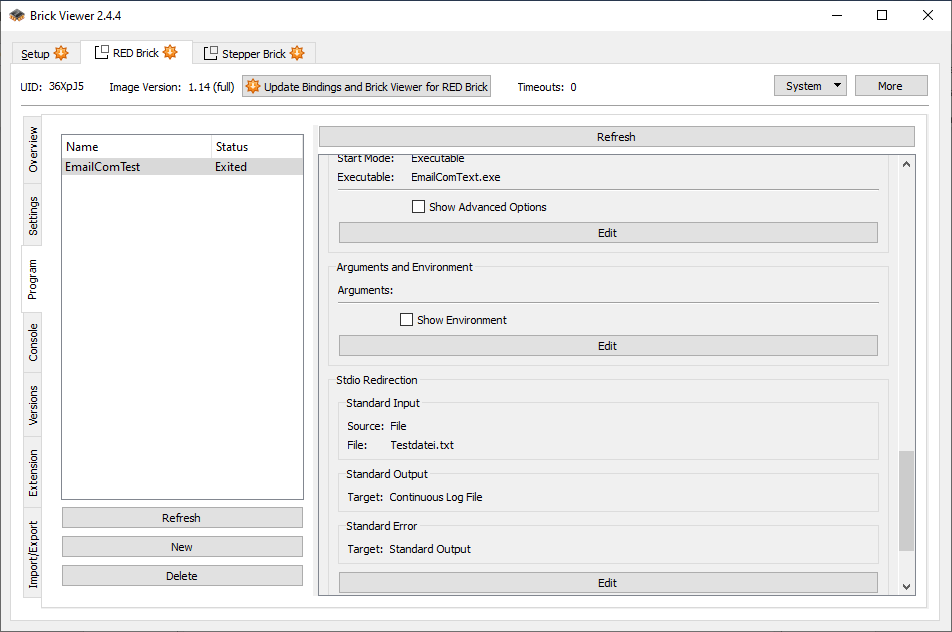 Brick Viewer 2.4.4
Setup RED Brick Stepper Brick
UID: 36XpJ5 Image Version: 1.14 (full) Update Bindings and Brick Viewer for RED Brick Timeouts: 0 System More
Overview
Settings
Program
Console
Versions
Extension
Import/Export
Name Status
EmailComTest Exited
Refresh
New
Delete
Refresh
Start Mode: Executable
Executable: EmailComText.exe
Show Advanced Options
Edit
Arguments and Environment
Arguments:
Show Environment
Edit
Stdio Redirection
Standard Input
Source: File
File: Testdatei.txt
Standard Output
Target: Continuous Log File
Standard Error
Target: Standard Output
Edit